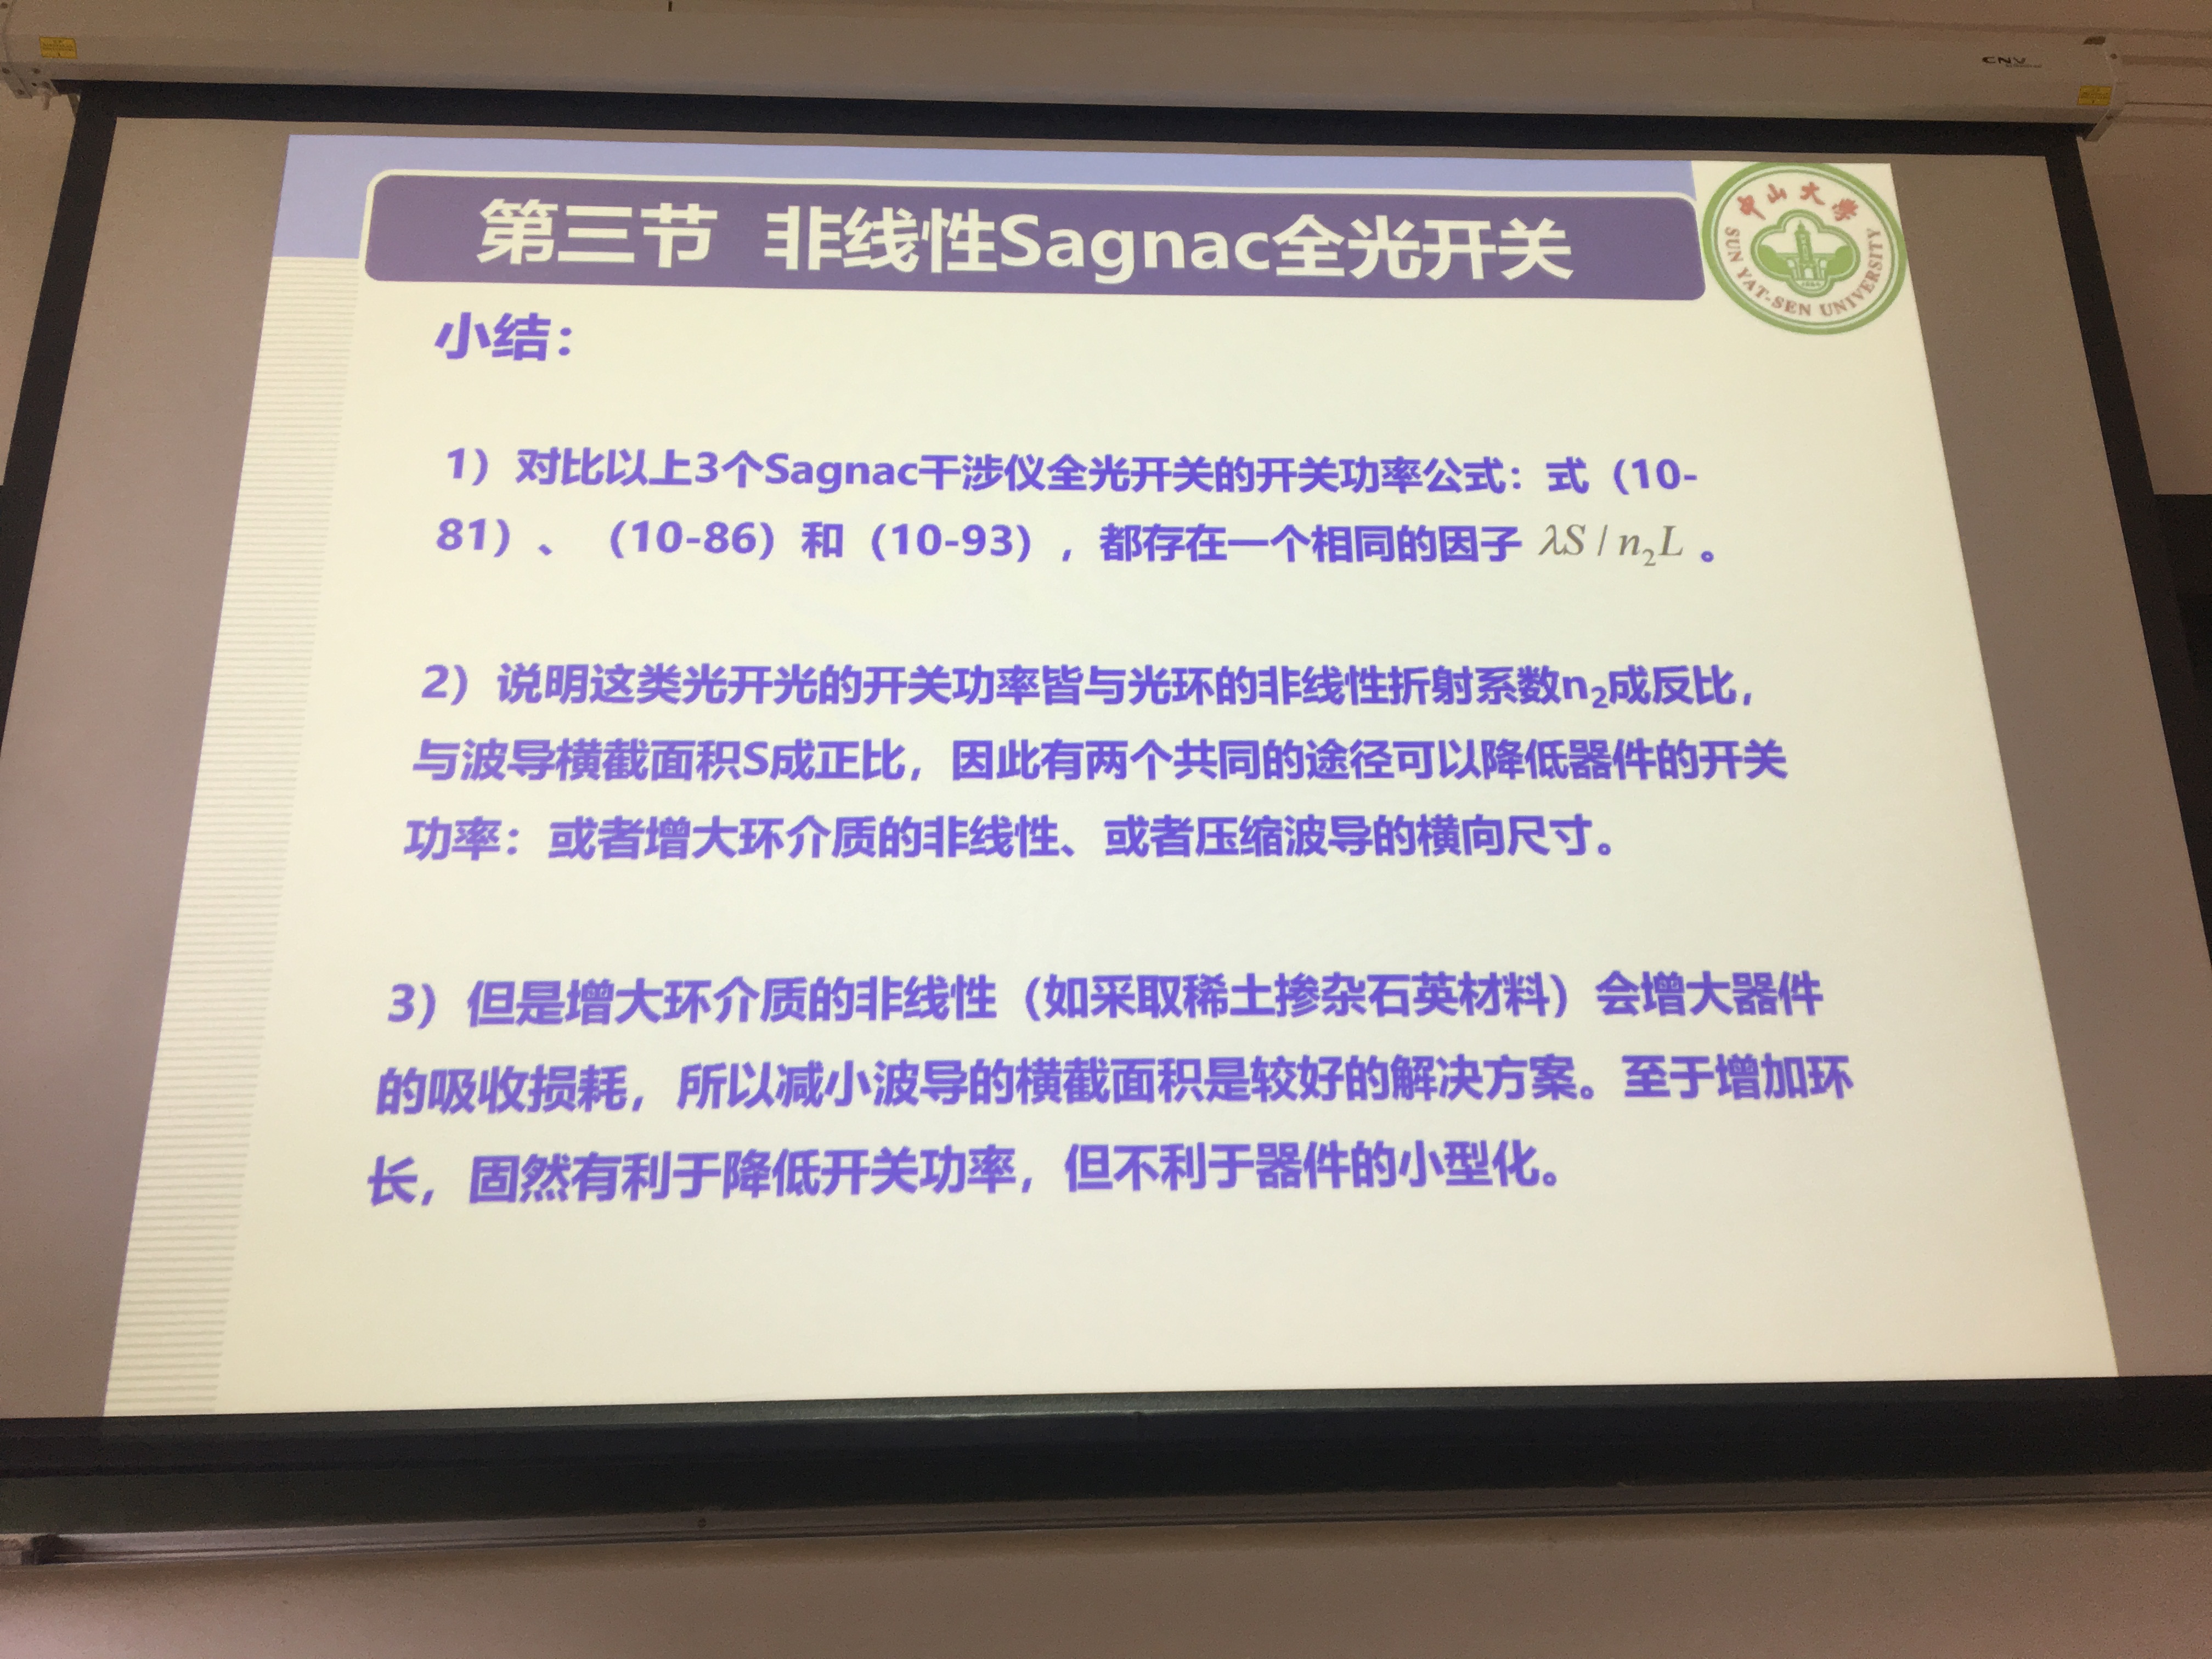 CNV
第三节 非线性Sagnac全光开关
中山大学
SUN YAT-SEN UNIVERSITY
小结：
1）对比以上3个Sagnac干涉仪全光开关的开关功率公式：式（10-
81）、（10-86）和（10-93），都存在一个相同的因子 λS / n₂L 。
2）说明这类光开光的开关功率皆与光环的非线性折射系数n₂成反比，
与波导横截面积S成正比，因此有两个共同的途径可以降低器件的开关
功率：或者增大环介质的非线性、或者压缩波导的横向尺寸。
3）但是增大环介质的非线性（如采取稀土掺杂石英材料）会增大器件
的吸收损耗，所以减小波导的横截面积是较好的解决方案。至于增加环
长，固然有利于降低开关功率，但不利于器件的小型化。